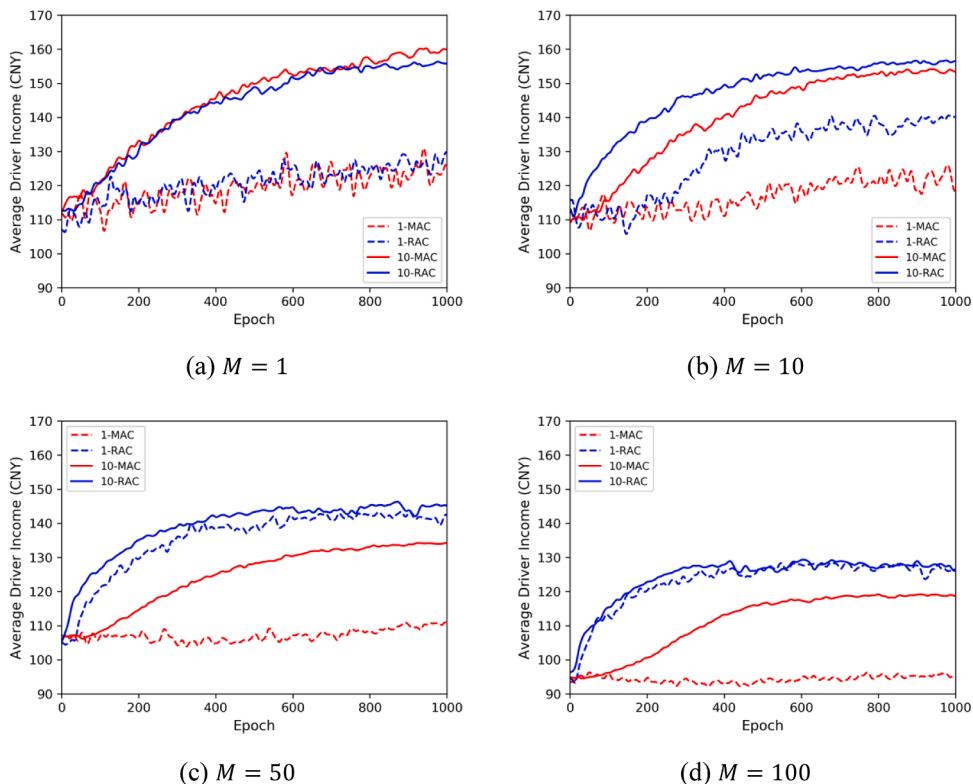 170
160
150
140
130
120
110
100
90
Average Driver Income (CNY)
1-MAC
1-RAC
10-MAC
10-RAC
0 200 400 600 800 1000
Epoch
(a) M = 1
170
160
150
140
130
120
110
100
90
Average Driver Income (CNY)
1-MAC
1-RAC
10-MAC
10-RAC
0 200 400 600 800 1000
Epoch
(b) M = 10
170
160
150
140
130
120
110
100
90
Average Driver Income (CNY)
1-MAC
1-RAC
10-MAC
10-RAC
0 200 400 600 800 1000
Epoch
(c) M = 50
170
160
150
140
130
120
110
100
90
Average Driver Income (CNY)
1-MAC
1-RAC
10-MAC
10-RAC
0 200 400 600 800 1000
Epoch
(d) M = 100